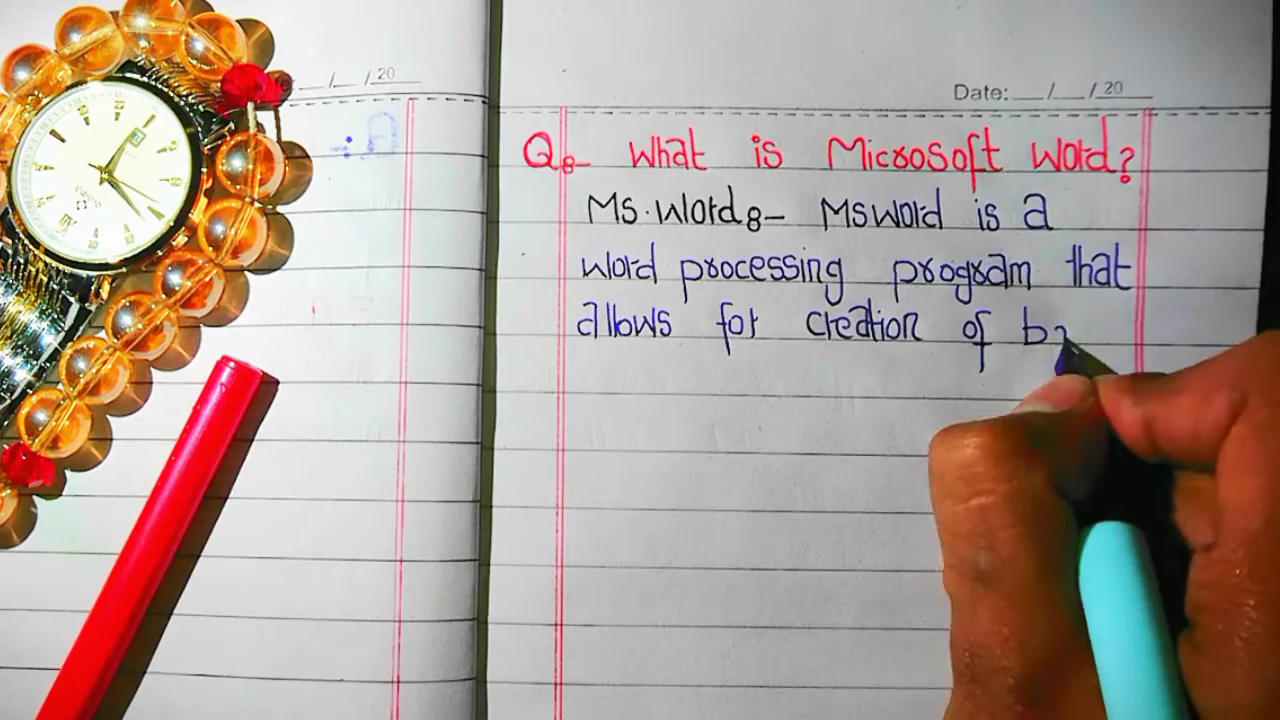 / / 20
Date: __/__/20__
Q:- What is Microsoft Word?
Ms.Word:- MsWord is a
word processing program that
allows for creation of b